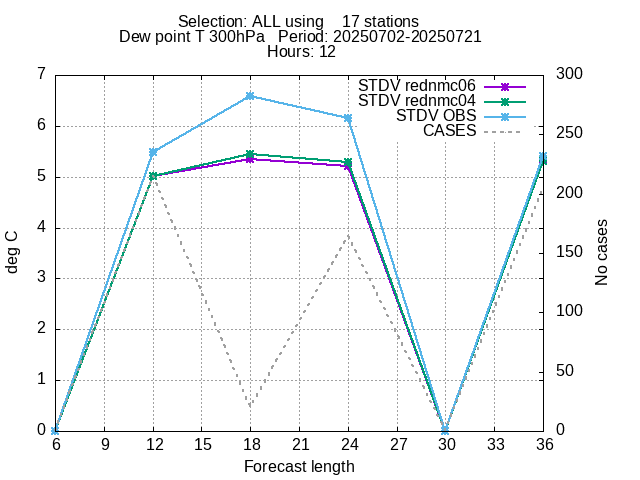 Selection: ALL using    17 stations
Dew point T 300hPa   Period: 20250702-20250721
Hours: 12
STDV rednmc06
STDV rednmc04
STDV OBS
CASES
7
6
5
4
3
2
1
0
deg C
300
250
200
150
100
50
0
No cases
6 9 12 15 18 21 24 27 30 33 36
Forecast length